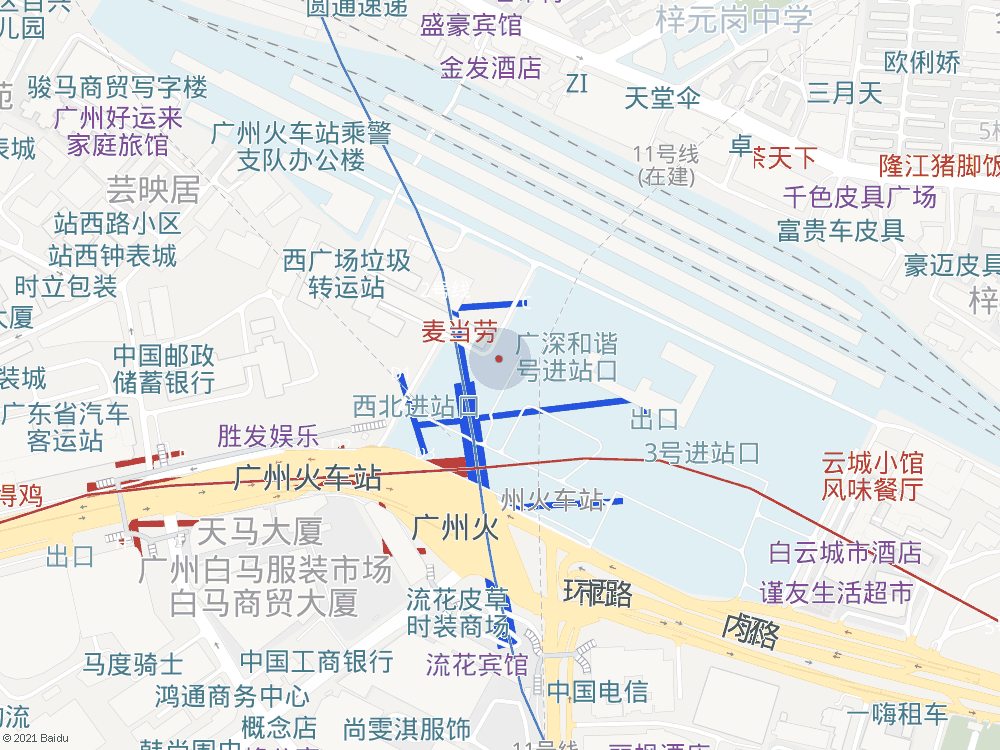 圆通速递
盛豪宾馆
梓元岗中学
儿园
金发酒店
ZI
欧俐娇
骏马商贸写字楼
天堂伞
三月天
广州好运来
家庭旅馆
广州火车站乘警
支队办公楼
表城
11号线
(在建)
卓
茶天下
隆江猪脚饭
芸映居
千色皮具广场
站西路小区
富贵车皮具
站西钟表城
西广场垃圾
转运站
豪迈皮具
时立包装
梓
大厦
麦当劳
广深和谐
号进站口
中国邮政
储蓄银行
装城
西北进站口
出口
广东省汽车
客运站
胜发娱乐
3号进站口
云城小馆
风味餐厅
广州火车站
得鸡
州火车站
天马大厦
广州火
出口
白云城市酒店
广州白马服装市场
白马商贸大厦
流花皮草
时装商场
谨友生活超市
马度骑士
中国工商银行
流花宾馆
鸿通商务中心
中国电信
物流
概念店
尚雯淇服饰
一嗨租车
11号线
© 2021 Baidu